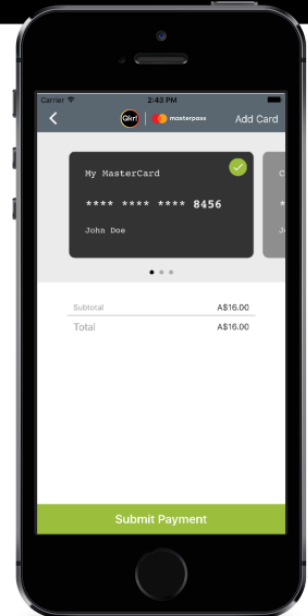 Carrier 2:43 PM
Qkr! masterpass Add Card
My MasterCard
**** **** **** 8456
John Doe
C
*
J
Subtotal A$16.00
Total A$16.00
Submit Payment